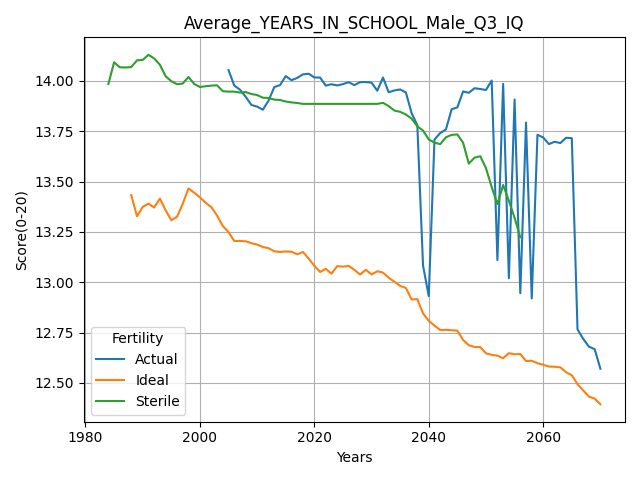 Average_YEARS_IN_SCHOOL_Male_Q3_IQ
Score(0-20)
14.00
13.75
13.50
13.25
13.00
12.75
12.50
Fertility
Actual
Ideal
Sterile
1980 2000 2020 2040 2060
Years